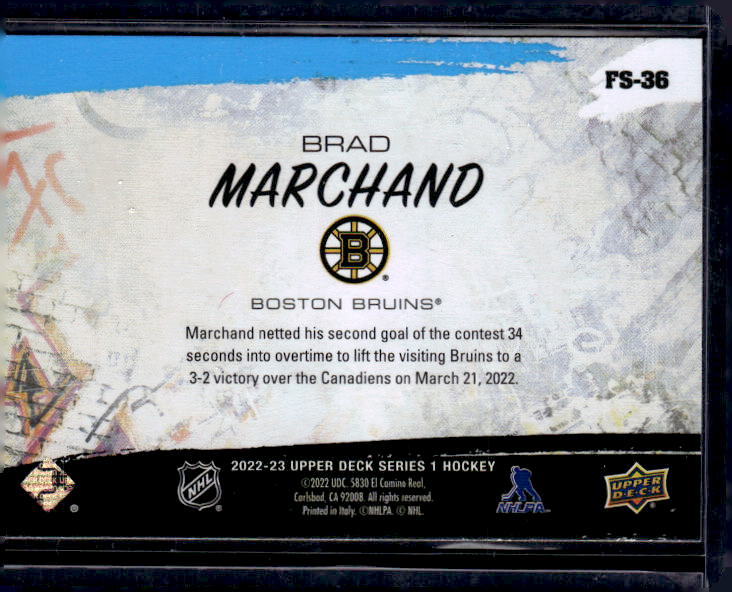 FS-36
BRAD
MARCHAND
B
®
BOSTON BRUINS®
Marchand netted his second goal of the contest 34
seconds into overtime to lift the visiting Bruins to a
3-2 victory over the Canadiens on March 21, 2022.
2022-23 UPPER DECK SERIES 1 HOCKEY
©2022 UDC. 5830 El Camino Real,
Carlsbad, CA 92008. All rights reserved.
Printed in Italy. ©NHLPA. © NHL.
®
NHL
NHLPA
UPPER
DECK